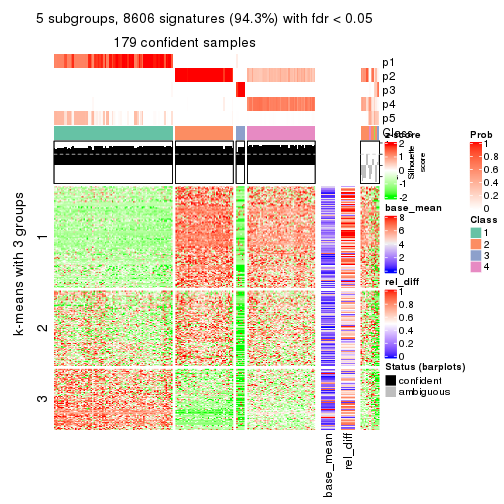 5 subgroups, 8606 signatures (94.3%) with fdr < 0.05
179 confident samples
p1
p2
p3
p4
p5
Class
Silhouette score
k-means with 3 groups
1
2
3
base_mean
rel_diff
z-score
2
1
0
-1
-2
base_mean
8
6
4
2
0
rel_diff
1
0.8
0.6
0.4
0.2
0
Status (barplots)
confident
ambiguous
Prob
1
0.8
0.6
0.4
0.2
0
Class
1
2
3
4